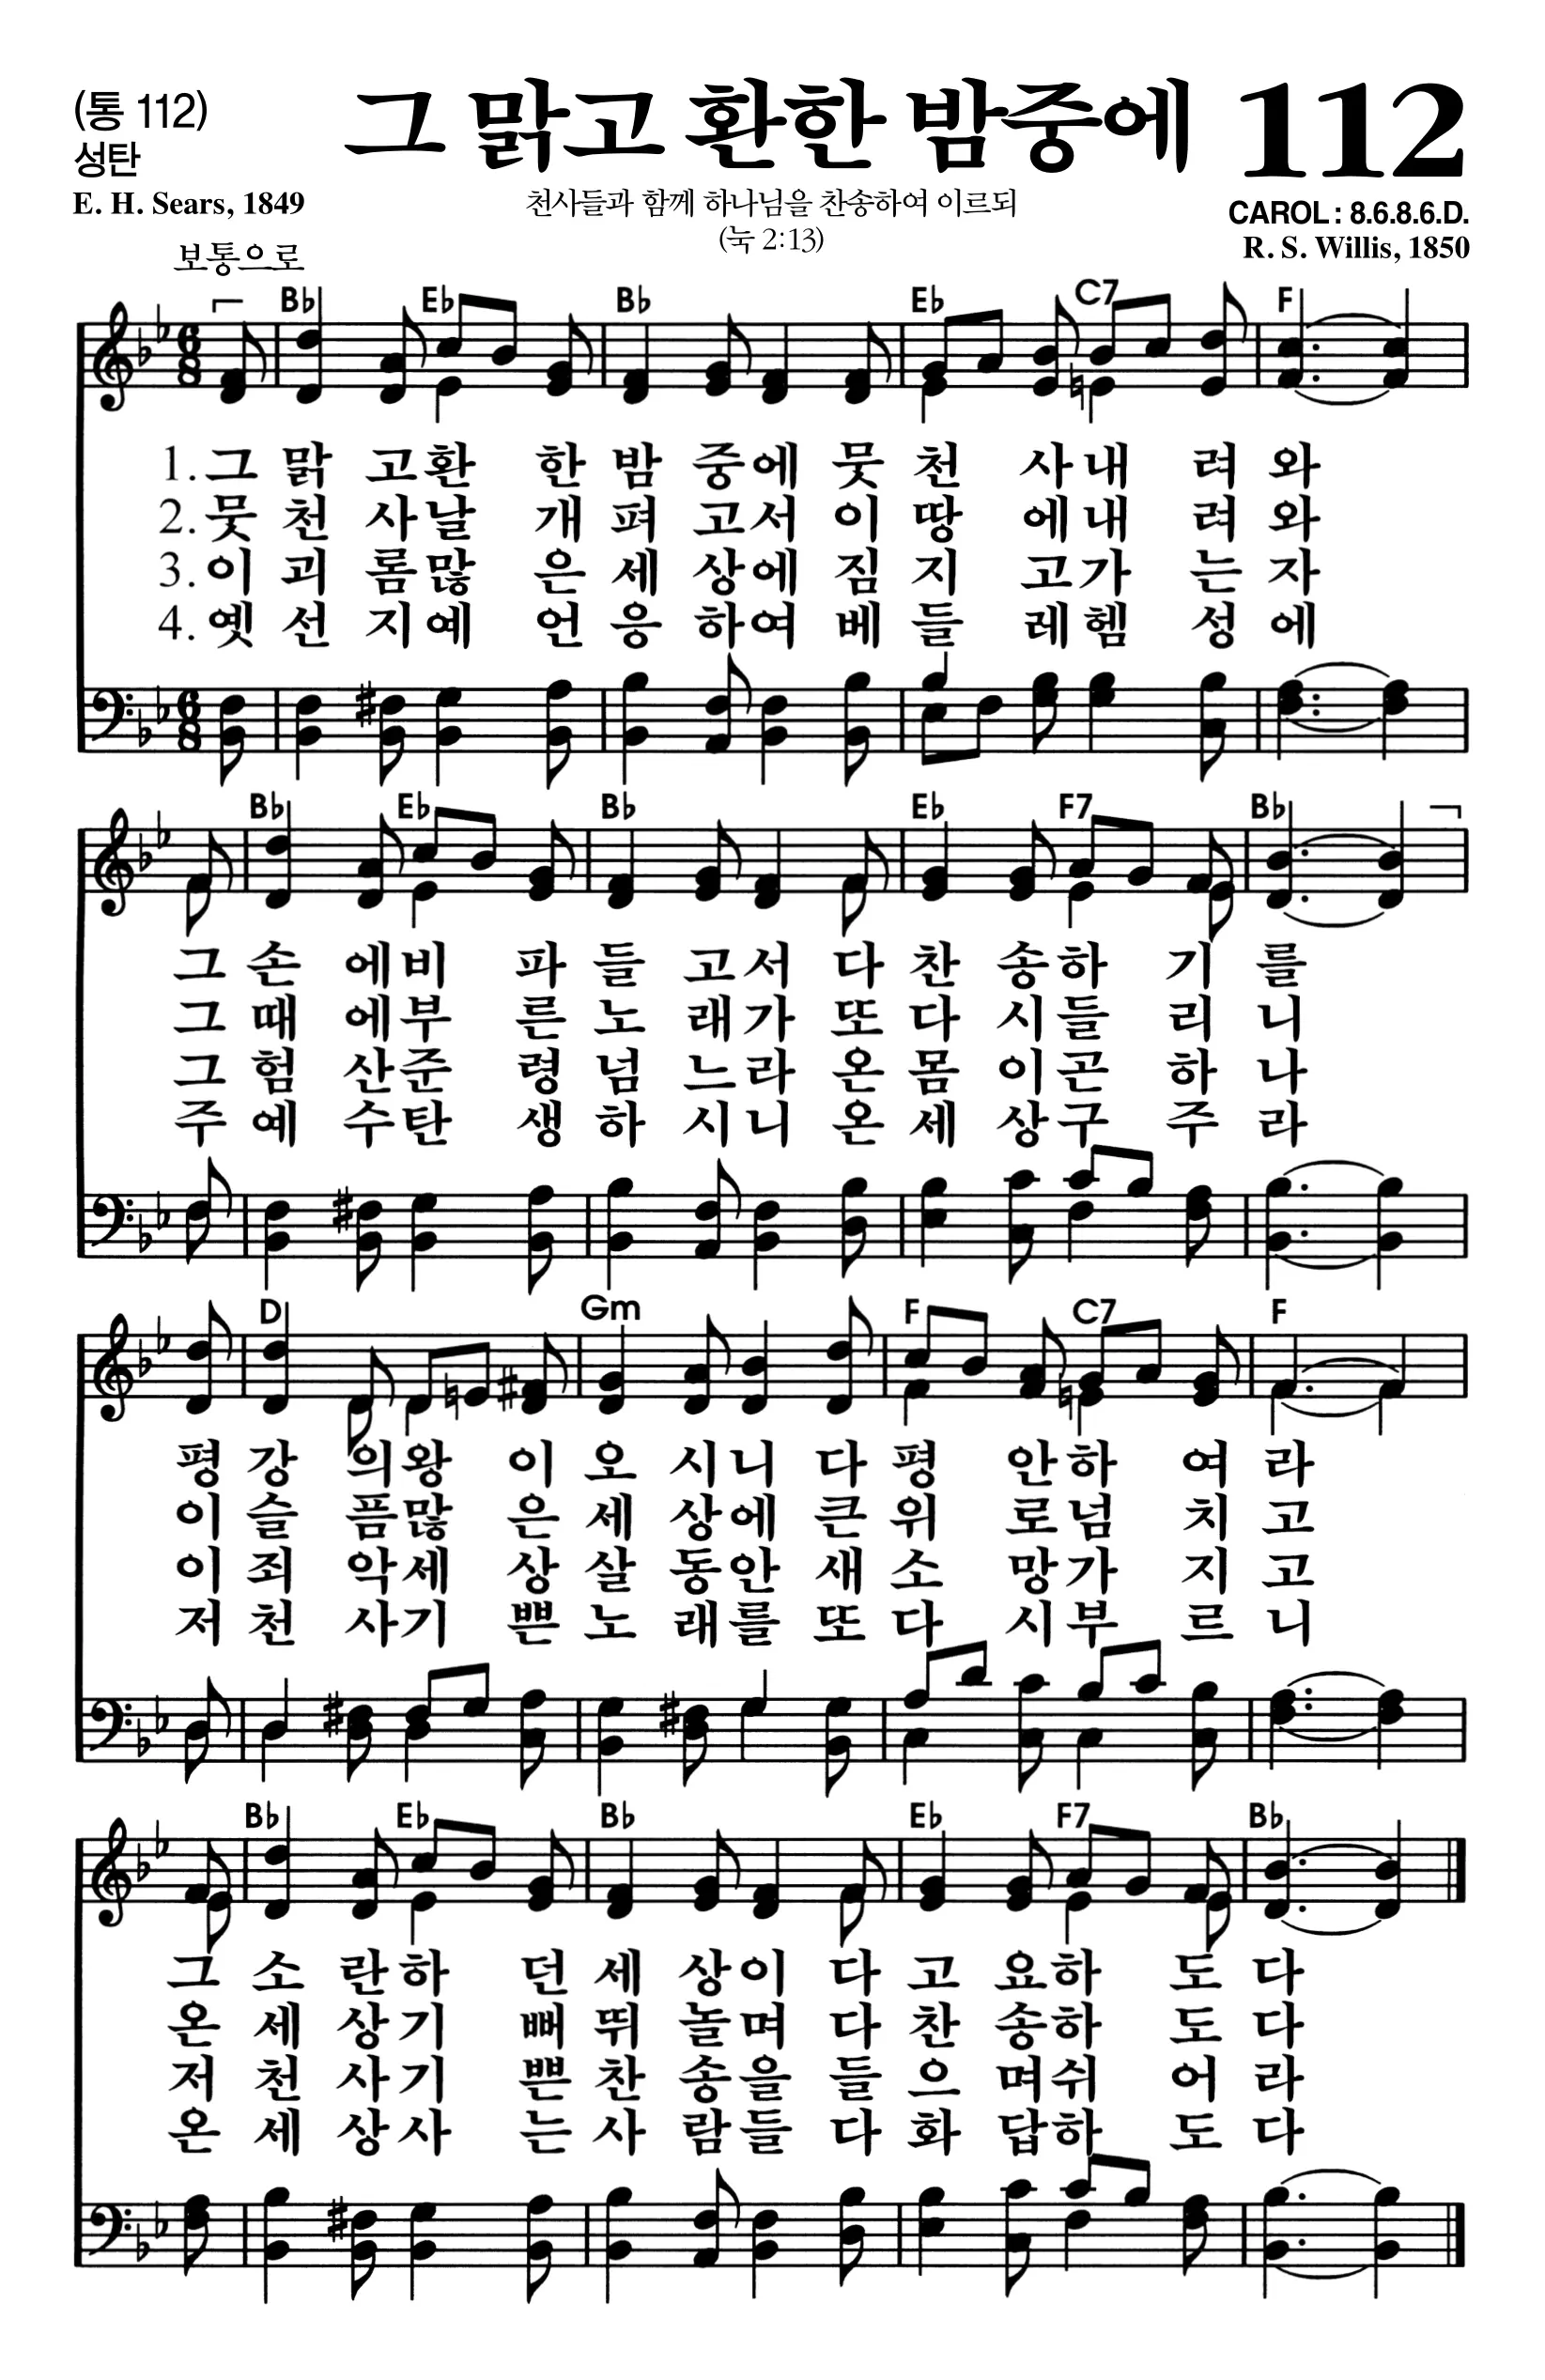 (통 112)
성탄
E. H. Sears, 1849
그 맑고 환한 밤중에 112
천사들과 함께 하나님을 찬송하여 이르되
(눅 2:13)
CAROL : 8.6.8.6.D.
R. S. Willis, 1850
보통으로
B♭ E♭ B♭ E♭ C7 F
1. 그 맑 고환 한 밤 중에 뭇 천 사내 려 와
2. 뭇 천 사날 개 펴 고서 이 땅 에내 려 와
3. 이 괴 롬많 은 세 상에 짐 지 고가 는 자
4. 옛 선 지예 언 응 하여 베 들 레헴 성 에
B♭ E♭ B♭ E♭ F7 B♭
그 손 에비 파 들 고서 다 찬 송하 기 를
그 때 에부 른 노 래가 또 다 시들 리 니
그 험 산준 령 넘 느라 온 몸 이곤 하 나
주 예 수탄 생 하 시니 온 세 상구 주 라
D Gm F C7 F
평 강 의왕 이 오 시니 다 평 안하 여 라
이 슬 픔많 은 세 상에 큰 위 로넘 치 고
이 죄 악세 상 살 동안 새 소 망가 지 고
저 천 사기 쁜 노 래를 또 다 시부 르 니
B♭ E♭ B♭ E♭ F7 B♭
그 소 란하 던 세 상이 다 고 요하 도 다
온 세 상기 뻐 뛰 놀며 다 찬 송하 도 다
저 천 사기 쁜 찬 송을 들 으 며쉬 어 라
온 세 상사 는 사 람들 다 화 답하 도 다